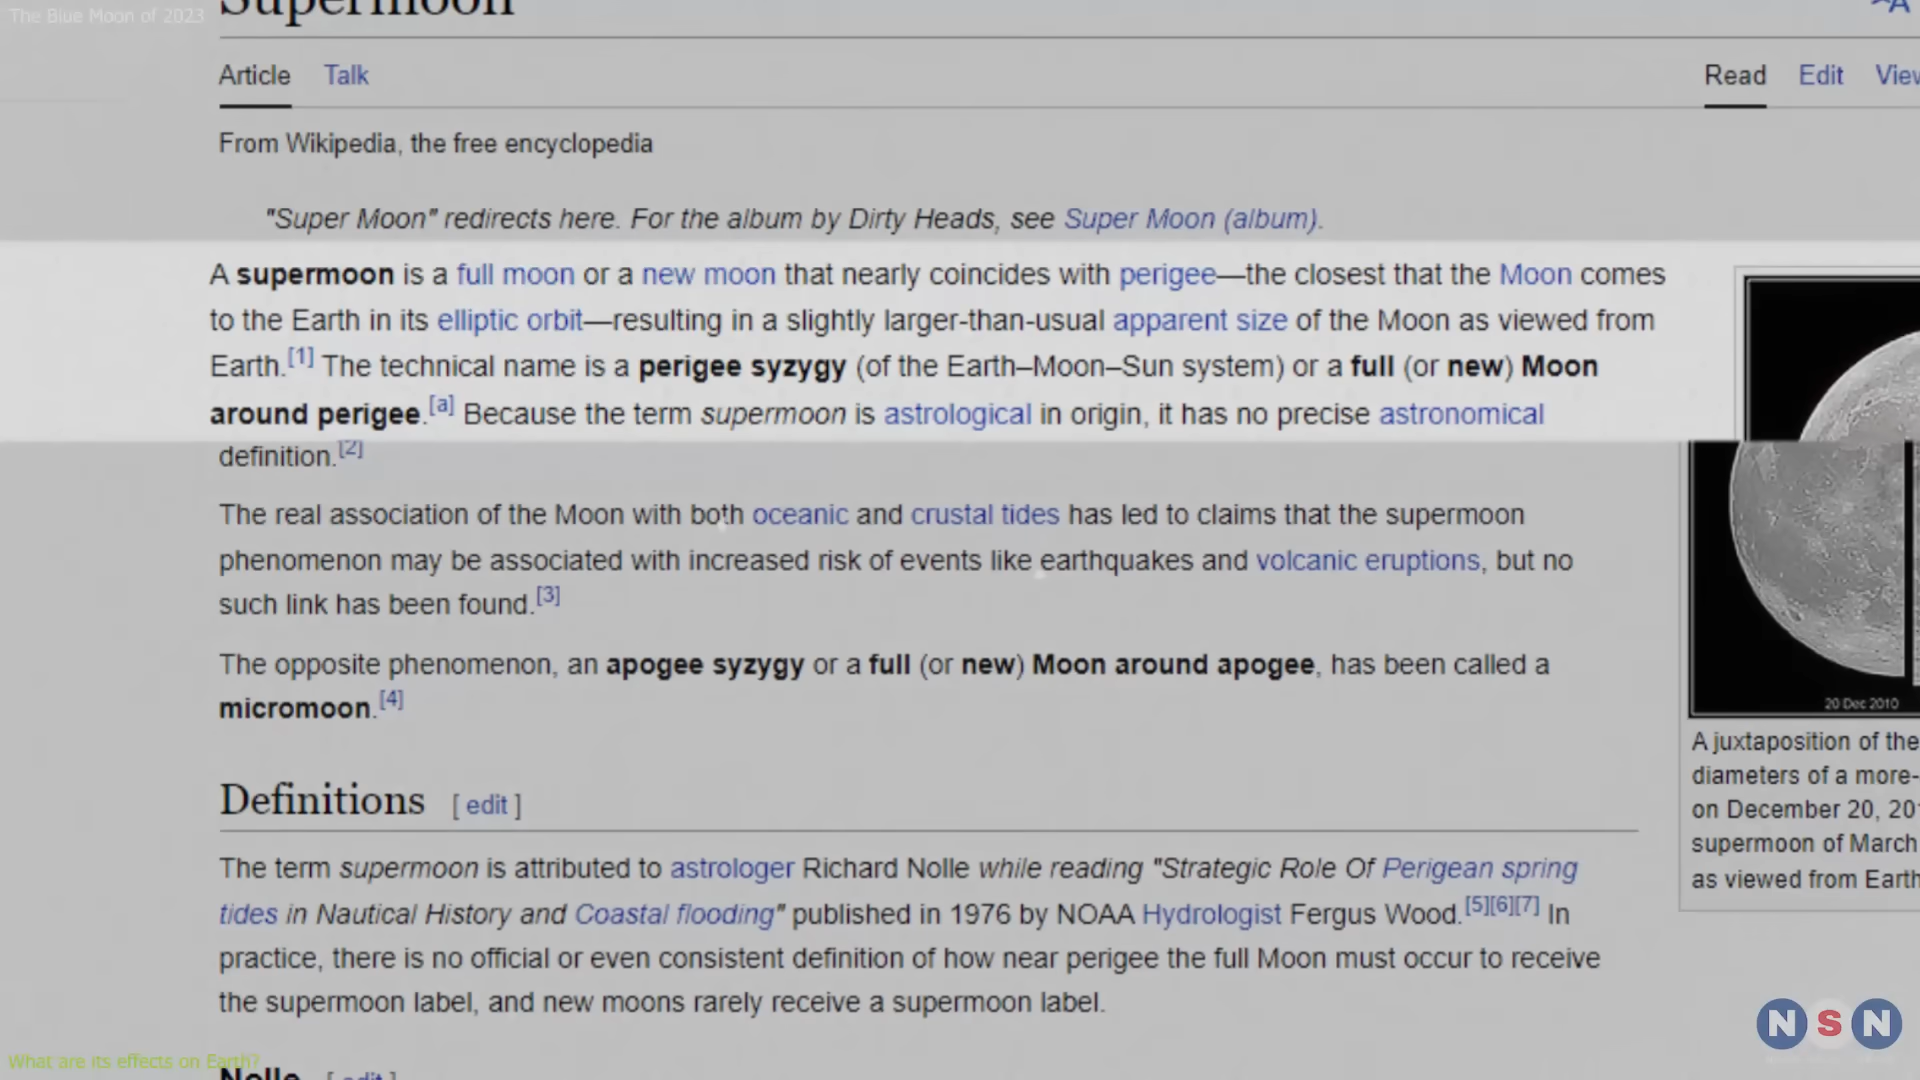 The Blue Moon of 2023
Supermoon
Article Talk Read Edit View
From Wikipedia, the free encyclopedia
"Super Moon" redirects here. For the album by Dirty Heads, see Super Moon (album).
A supermoon is a full moon or a new moon that nearly coincides with perigee—the closest that the Moon comes
to the Earth in its elliptic orbit—resulting in a slightly larger-than-usual apparent size of the Moon as viewed from
Earth.[1] The technical name is a perigee syzygy (of the Earth–Moon–Sun system) or a full (or new) Moon
around perigee.[a] Because the term supermoon is astrological in origin, it has no precise astronomical
definition.[2]
The real association of the Moon with both oceanic and crustal tides has led to claims that the supermoon
phenomenon may be associated with increased risk of events like earthquakes and volcanic eruptions, but no
such link has been found.[3]
The opposite phenomenon, an apogee syzygy or a full (or new) Moon around apogee, has been called a
micromoon.[4]
20 Dec 2010
A juxtaposition of the
diameters of a more-
on December 20, 201
supermoon of March
as viewed from Earth
Definitions [ edit ]
The term supermoon is attributed to astrologer Richard Nolle while reading "Strategic Role Of Perigean spring
tides in Nautical History and Coastal flooding" published in 1976 by NOAA Hydrologist Fergus Wood.[5][6][7] In
practice, there is no official or even consistent definition of how near perigee the full Moon must occur to receive
the supermoon label, and new moons rarely receive a supermoon label.
NSN
What are its effects on Earth?
Nolle [ edit ]